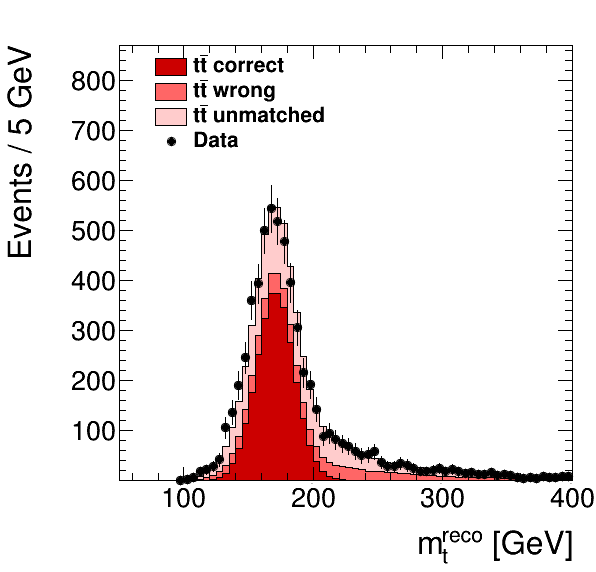 Events / 5 GeV
tt̄ correct
tt̄ wrong
tt̄ unmatched
Data
800
700
600
500
400
300
200
100
100 200 300 400
m_t^reco [GeV]